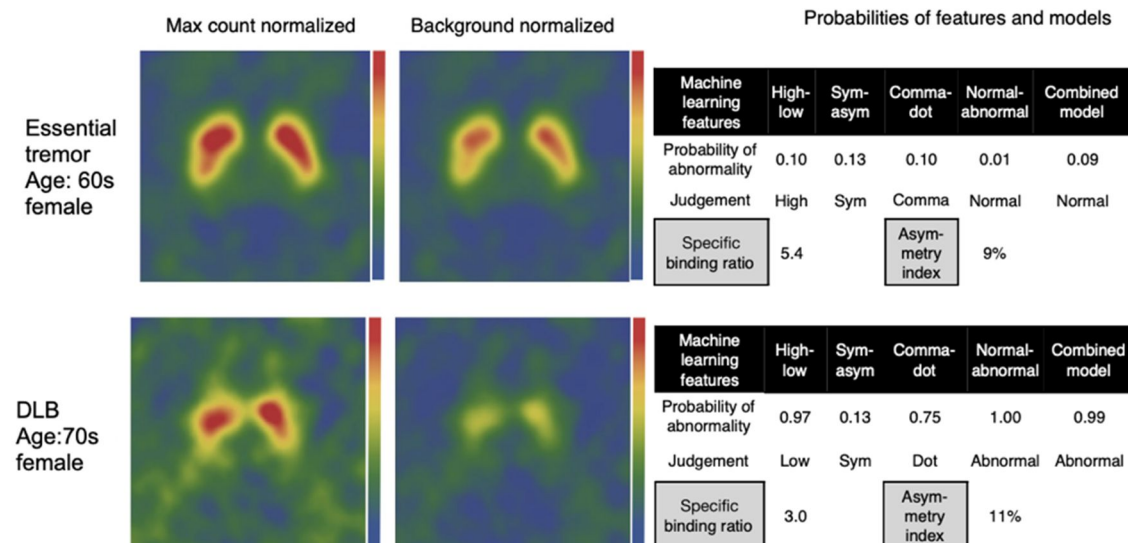 Max count normalized
Background normalized
Probabilities of features and models
Essential
tremor
Age: 60s
female
Machine
learning
features
High-
low
Sym-
asym
Comma-
dot
Normal-
abnormal
Combined
model
Probability of
abnormality
0.10
0.13
0.10
0.01
0.09
Judgement
High
Sym
Comma
Normal
Normal
Specific
binding ratio
5.4
Asym-
metry
index
9%
DLB
Age:70s
female
Machine
learning
features
High-
low
Sym-
asym
Comma-
dot
Normal-
abnormal
Combined
model
Probability of
abnormality
0.97
0.13
0.75
1.00
0.99
Judgement
Low
Sym
Dot
Abnormal
Abnormal
Specific
binding ratio
3.0
Asym-
metry
index
11%